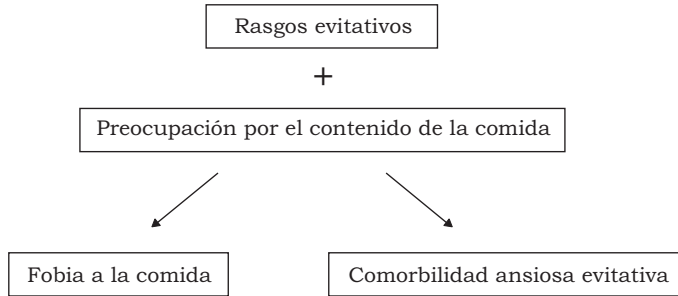 Rasgos evitativos
+
Preocupación por el contenido de la comida
Fobia a la comida
Comorbilidad ansiosa evitativa